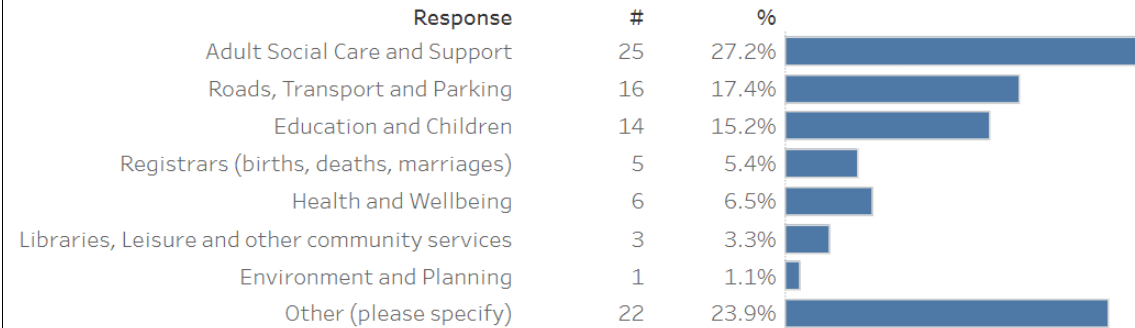 Response # %
Adult Social Care and Support 25 27.2%
Roads, Transport and Parking 16 17.4%
Education and Children 14 15.2%
Registrars (births, deaths, marriages) 5 5.4%
Health and Wellbeing 6 6.5%
Libraries, Leisure and other community services 3 3.3%
Environment and Planning 1 1.1%
Other (please specify) 22 23.9%